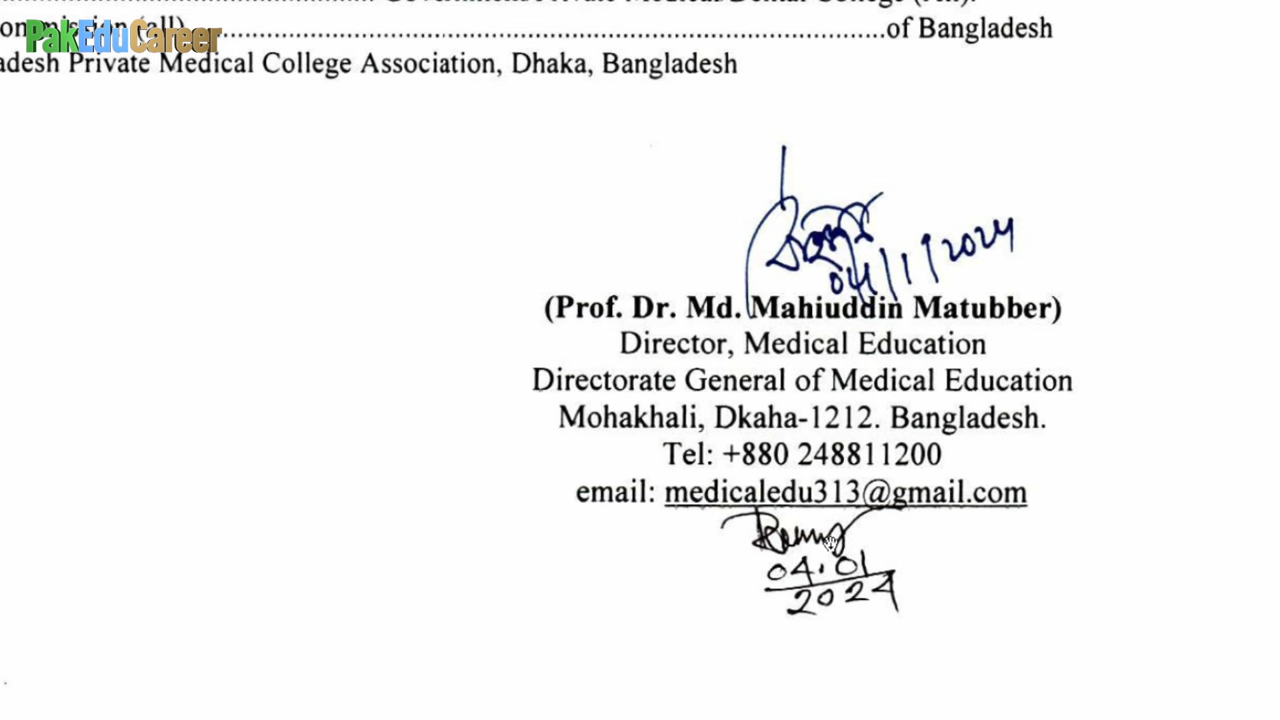 PakEduCareer
of Bangladesh
Private Medical College Association, Dhaka, Bangladesh
04/1/2024
(Prof. Dr. Md. Mahiuddin Matubber)
Director, Medical Education
Directorate General of Medical Education
Mohakhali, Dkaha-1212. Bangladesh.
Tel: +880 248811200
email: medicaledu313@gmail.com
04.01
2024